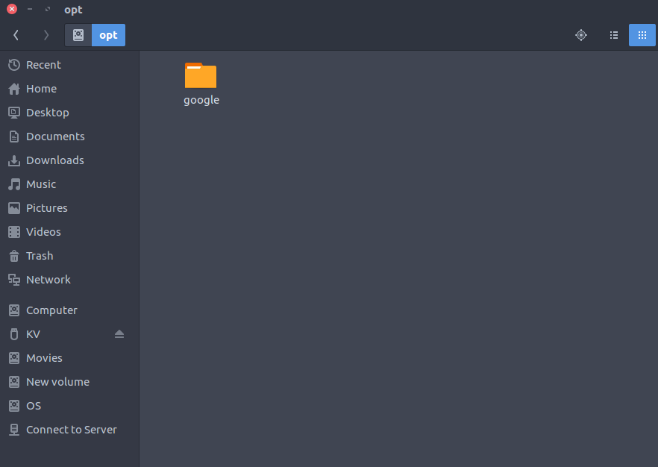 opt
opt
Recent
Home
Desktop
Documents
Downloads
Music
Pictures
Videos
Trash
Network
Computer
KV
Movies
New volume
OS
Connect to Server
google